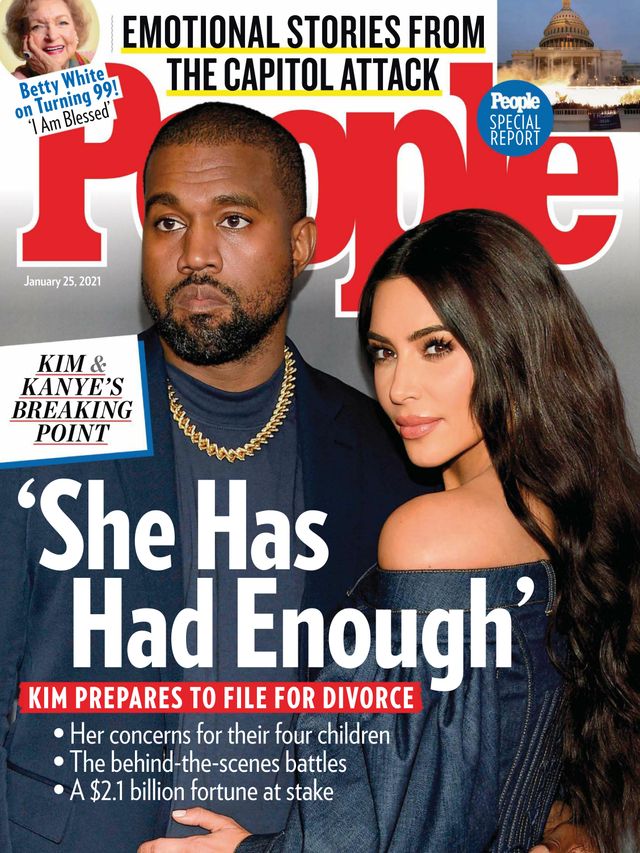 EMOTIONAL STORIES FROM
THE CAPITOL ATTACK
Betty White
on Turning 99!
'I Am Blessed'
People
SPECIAL
REPORT
People
January 25, 2021
KIM &
KANYE'S
BREAKING
POINT
‘She Has
Had Enough’
KIM PREPARES TO FILE FOR DIVORCE
• Her concerns for their four children
• The behind-the-scenes battles
• A $2.1 billion fortune at stake